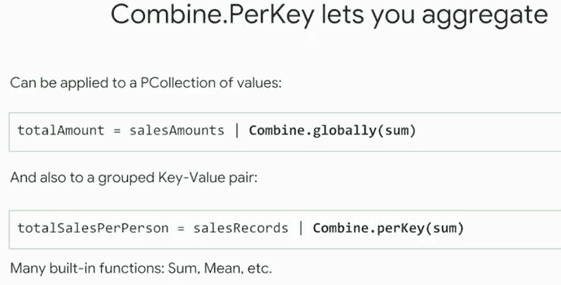 Combine.PerKey lets you aggregate
Can be applied to a PCollection of values:
totalAmount = salesAmounts | Combine.globally(sum)
And also to a grouped Key-Value pair:
totalSalesPerPerson = salesRecords | Combine.perKey(sum)
Many built-in functions: Sum, Mean, etc.